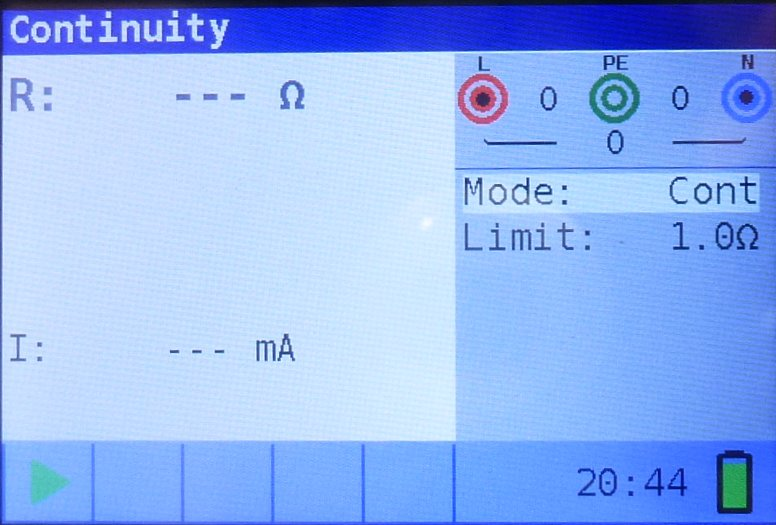 Continuity
R: --- Ω
L PE N
0 0
0
Mode: Cont
Limit: 1.0Ω
I: --- mA
20:44